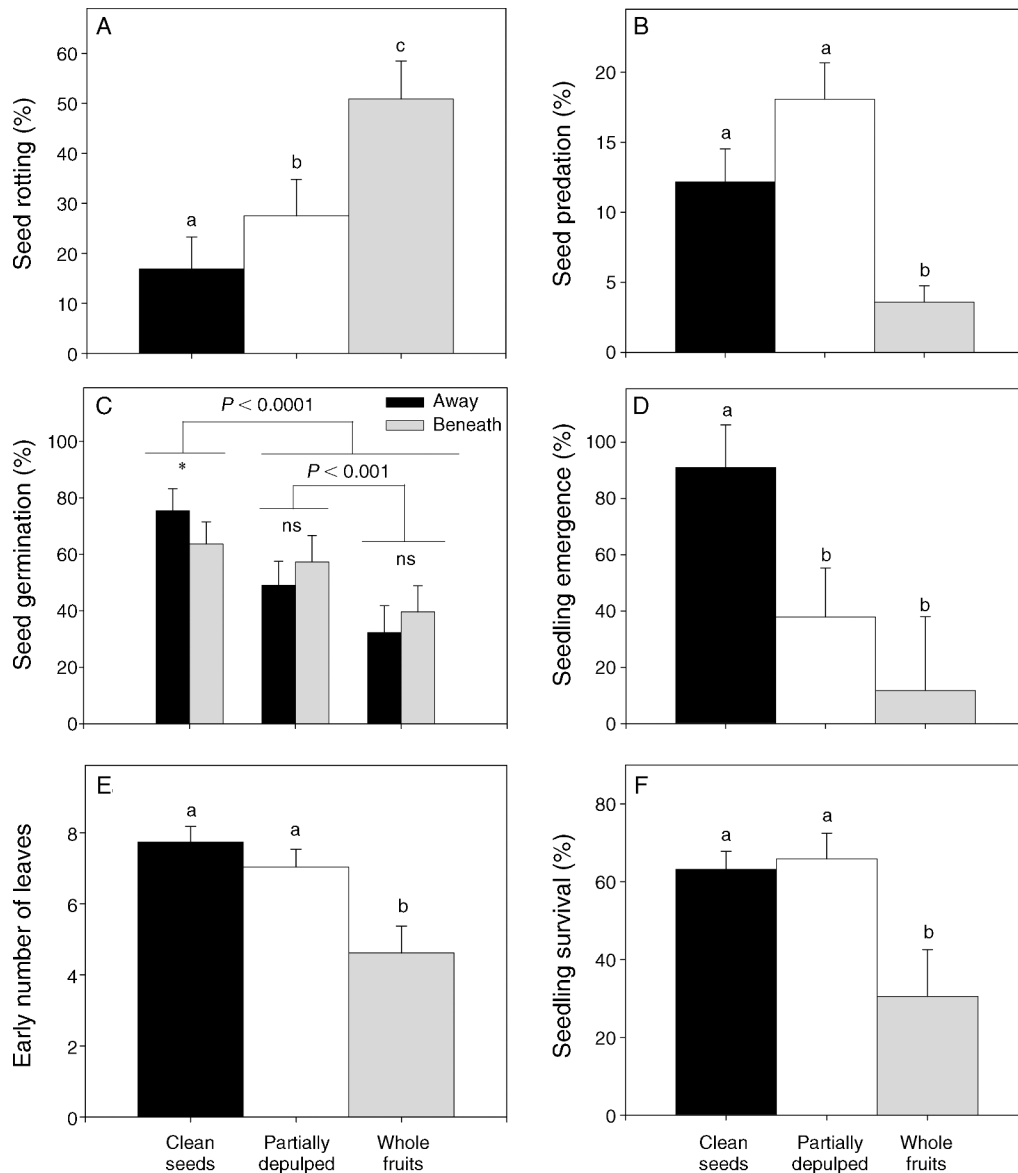 A
Seed rotting (%)
60
50
40
30
20
10
0
a
b
c
B
Seed predation (%)
20
15
10
5
0
a
a
b
C
Seed germination (%)
100
80
60
40
20
0
P < 0.0001
Away
Beneath
*
P < 0.001
ns
ns
D
Seedling emergence (%)
100
80
60
40
20
0
a
b
b
E
Early number of leaves
8
6
4
2
0
a
a
b
Clean
seeds
Partially
depulped
Whole
fruits
F
Seedling survival (%)
80
60
40
20
0
a
a
b
Clean
seeds
Partially
depulped
Whole
fruits